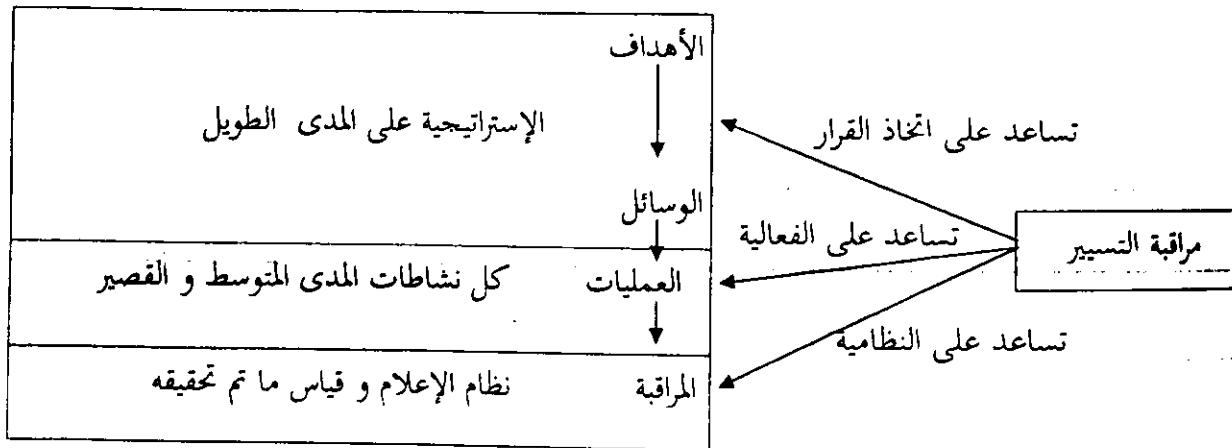 الأهداف
الإستراتيجية على المدى الطويل
تساعد على اتخاذ القرار
الوسائل
تساعد على الفعالية
مراقبة التسيير
العمليات
كل نشاطات المدى المتوسط و القصير
تساعد على النظامية
المراقبة
نظام الإعلام و قياس ما تم تحقيقه